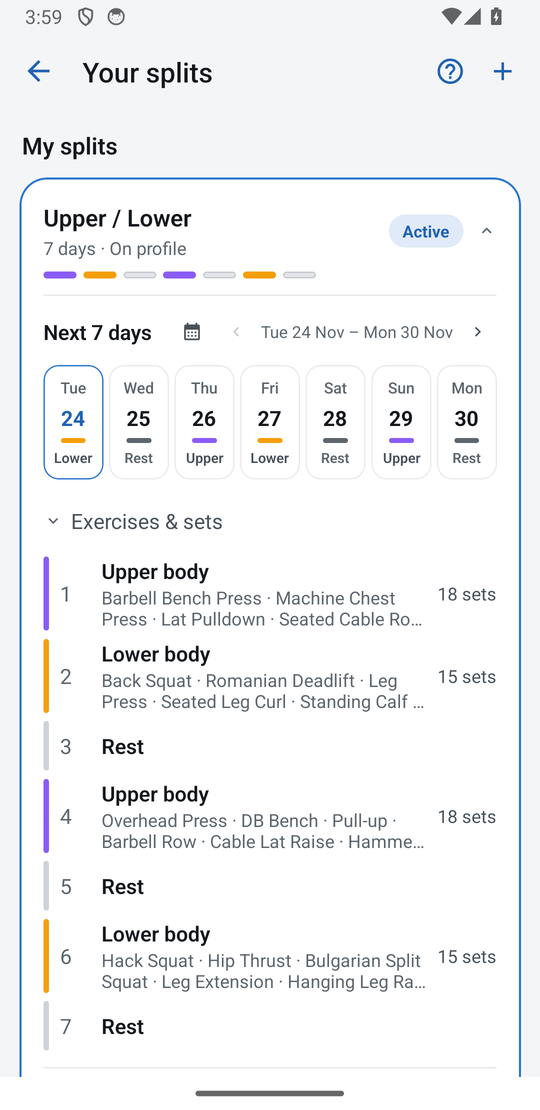 3:59
Your splits
My splits
Upper / Lower
7 days · On profile
Active
Next 7 days
Tue 24 Nov – Mon 30 Nov
Tue Wed Thu Fri Sat Sun Mon
24 25 26 27 28 29 30
Lower Rest Upper Lower Rest Upper Rest
Exercises & sets
Upper body
1
Barbell Bench Press · Machine Chest
Press · Lat Pulldown · Seated Cable Ro…
18 sets
Lower body
2
Back Squat · Romanian Deadlift · Leg
Press · Seated Leg Curl · Standing Calf …
15 sets
3 Rest
Upper body
4
Overhead Press · DB Bench · Pull-up ·
Barbell Row · Cable Lat Raise · Hamme…
18 sets
5 Rest
Lower body
6
Hack Squat · Hip Thrust · Bulgarian Split
Squat · Leg Extension · Hanging Leg Ra…
15 sets
7 Rest